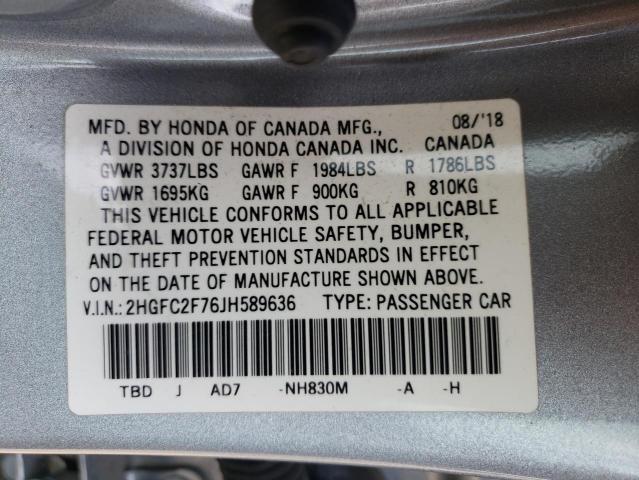 MFD. BY HONDA OF CANADA MFG., 08/'18
A DIVISION OF HONDA CANADA INC. CANADA
GVWR 3737LBS GAWR F 1984LBS R 1786LBS
GVWR 1695KG GAWR F 900KG R 810KG
THIS VEHICLE CONFORMS TO ALL APPLICABLE
FEDERAL MOTOR VEHICLE SAFETY, BUMPER,
AND THEFT PREVENTION STANDARDS IN EFFECT
ON THE DATE OF MANUFACTURE SHOWN ABOVE.
V.I.N.: 2HGFC2F76JH589636 TYPE: PASSENGER CAR
TBD J AD7 -NH830M -A -H